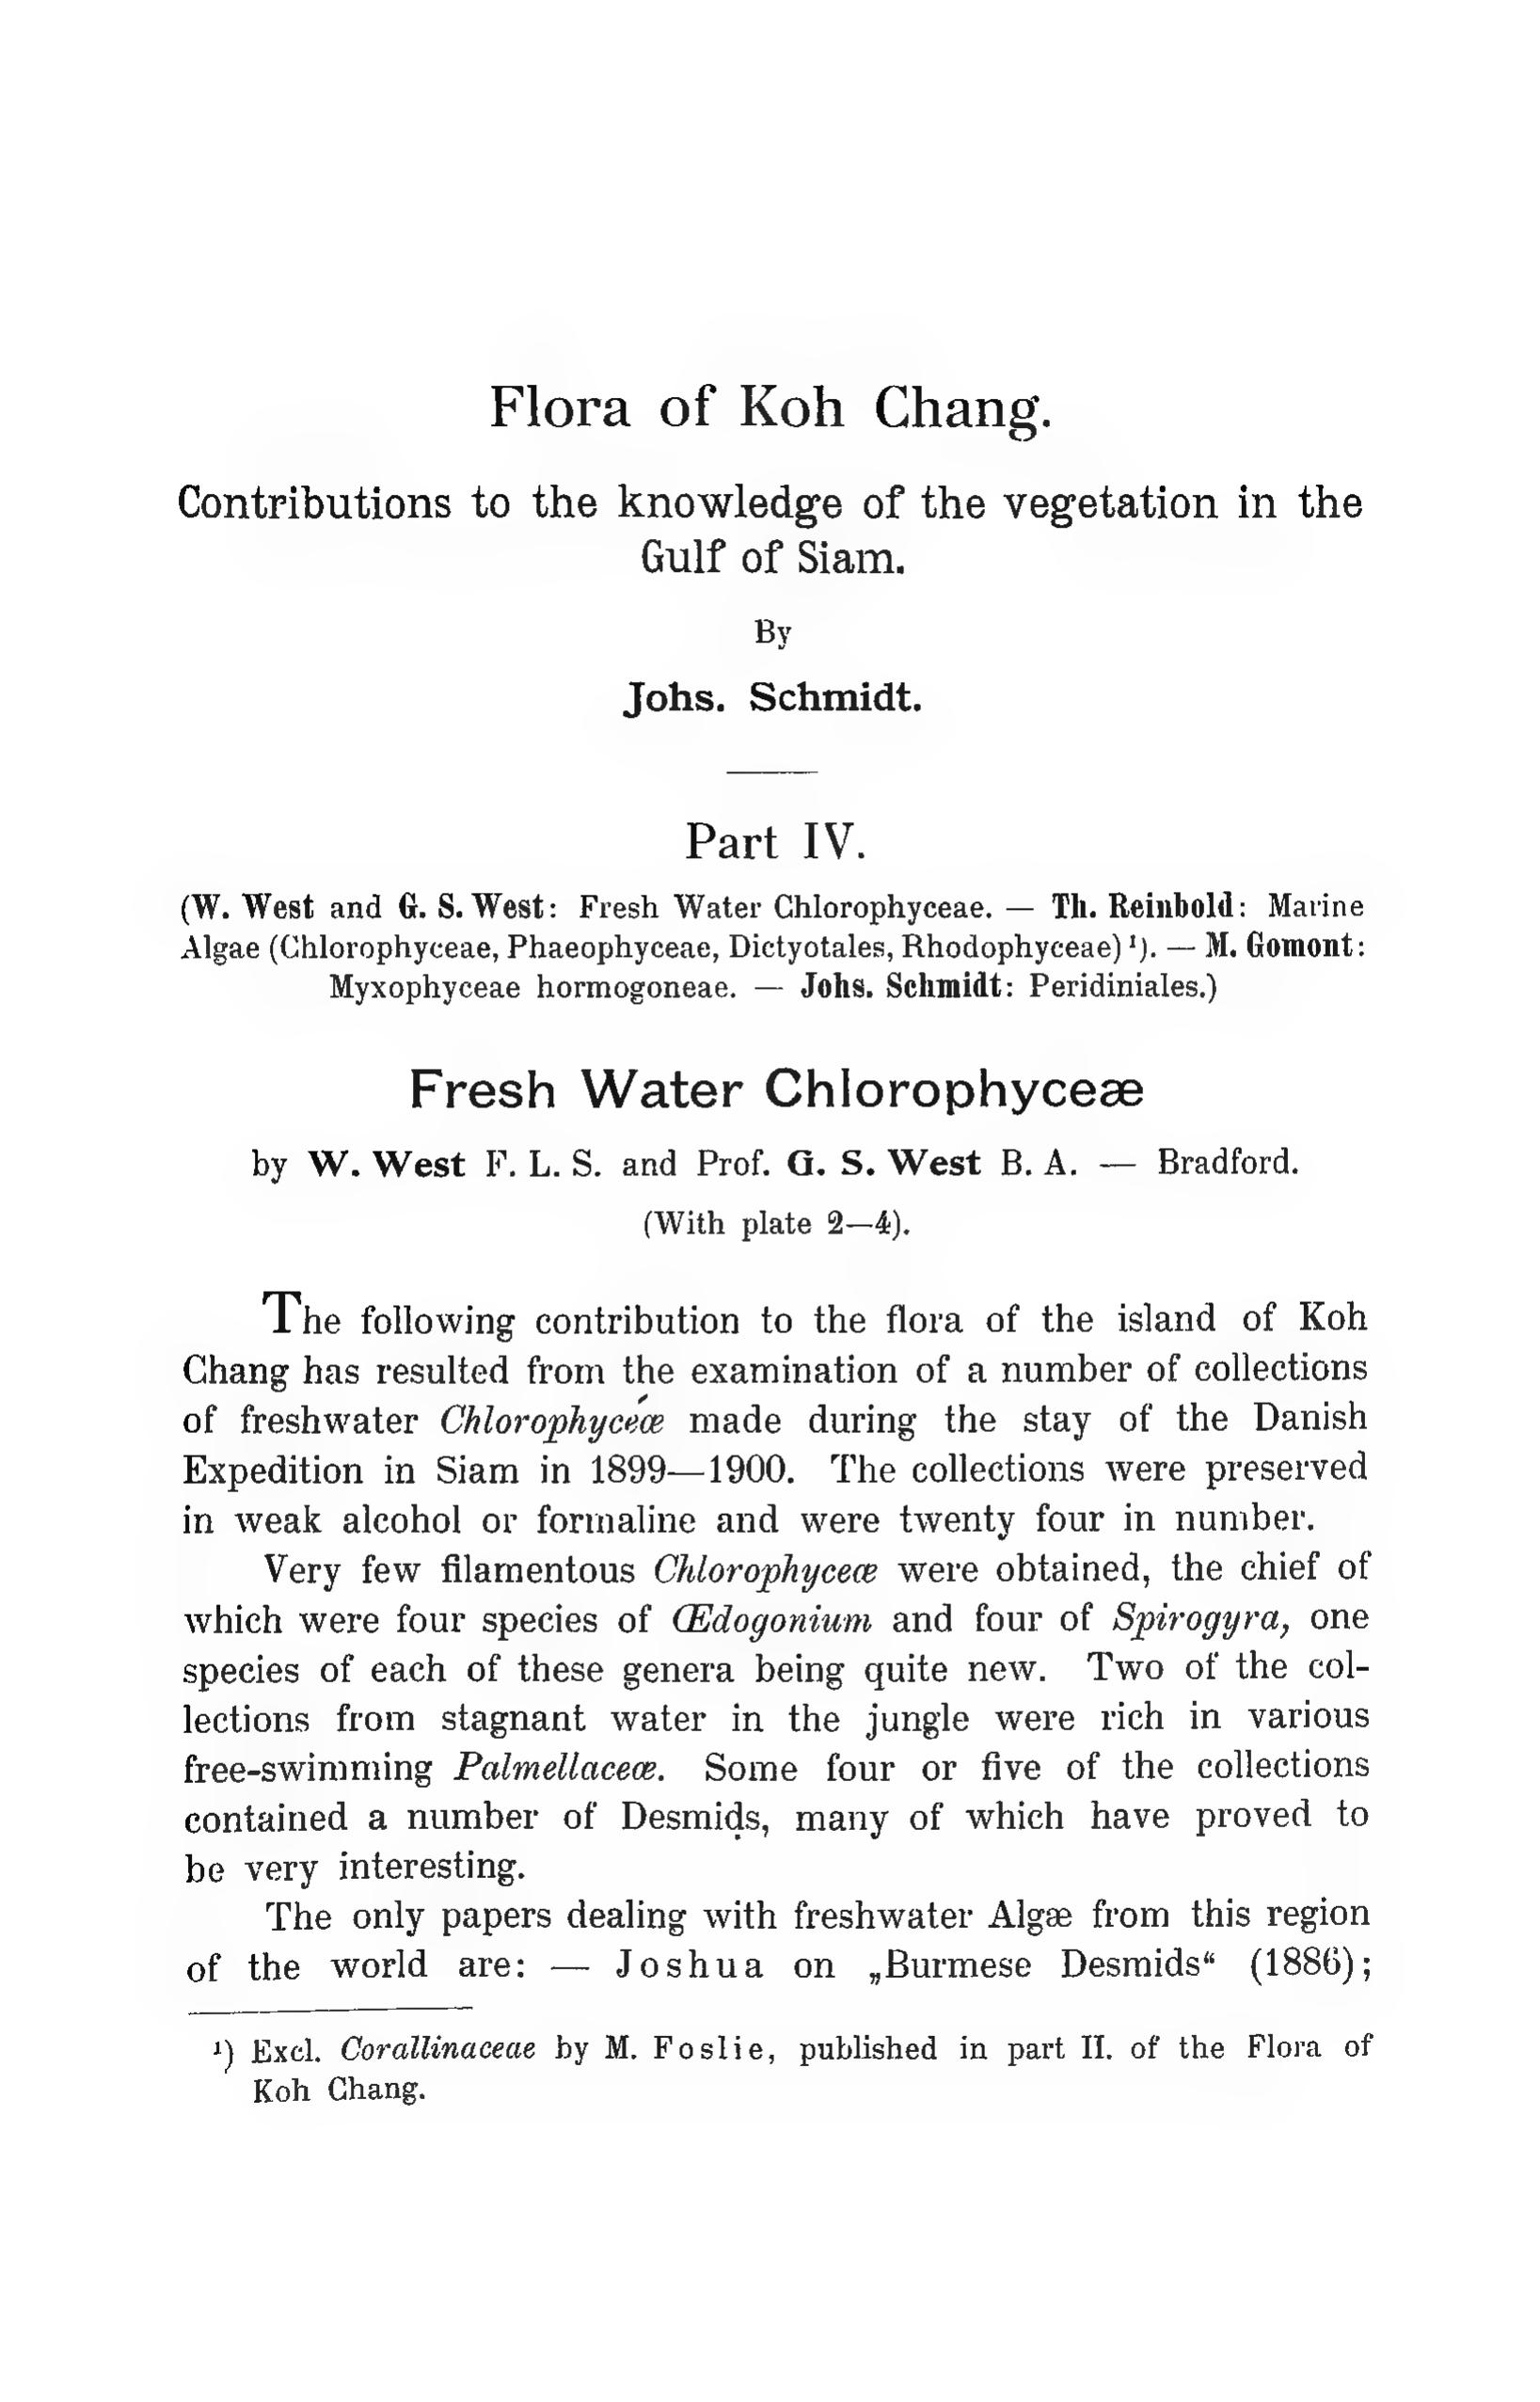 Flora of Koh Chang.
Contributions to the knowledge of the vegetation in the
Gulf of Siam.
By
Johs. Schmidt.
Part IV.
(W. West and G. S. West: Fresh Water Chlorophyceae. — Th. Reinbold: Marine
Algae (Chlorophyceae, Phaeophyceae, Dictyotales, Rhodophyceae) ¹). — M. Gomont:
Myxophyceae hormogoneae. — Johs. Schmidt: Peridiniales.)
Fresh Water Chlorophyceæ
by W. West F. L. S. and Prof. G. S. West B. A. — Bradford.
(With plate 2—4).
The following contribution to the flora of the island of Koh
Chang has resulted from the examination of a number of collections
of freshwater Chlorophyceæ made during the stay of the Danish
Expedition in Siam in 1899—1900. The collections were preserved
in weak alcohol or formaline and were twenty four in number.
Very few filamentous Chlorophyceæ were obtained, the chief of
which were four species of Œdogonium and four of Spirogyra, one
species of each of these genera being quite new. Two of the col-
lections from stagnant water in the jungle were rich in various
free-swimming Palmellaceæ. Some four or five of the collections
contained a number of Desmids, many of which have proved to
be very interesting.
The only papers dealing with freshwater Algæ from this region
of the world are: — Joshua on „Burmese Desmids“ (1886);
¹) Excl. Corallinaceae by M. Foslie, published in part II. of the Flora of
Koh Chang.